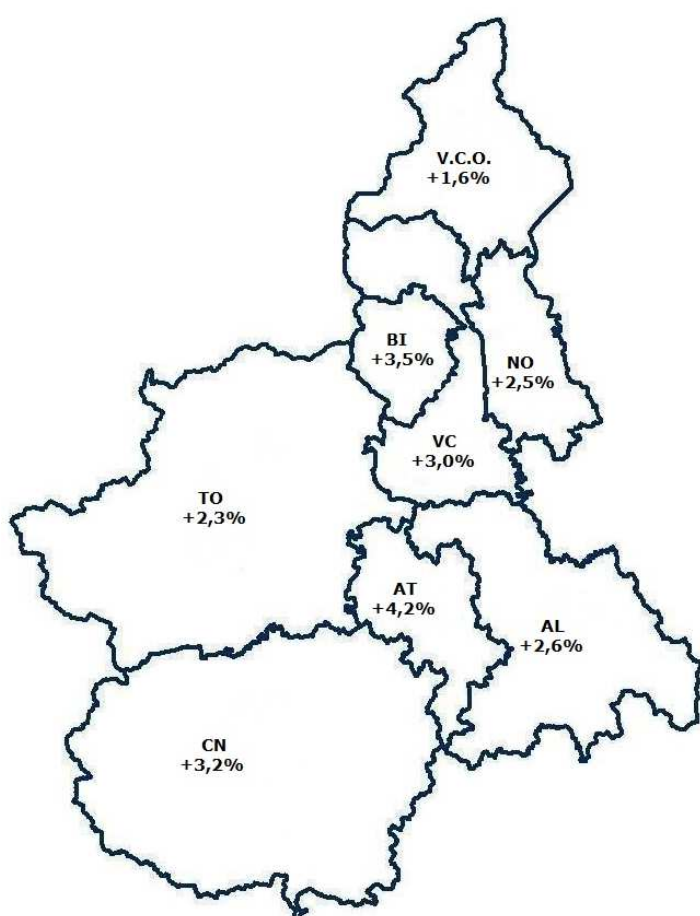 V.C.O.
+1,6%
BI
+3,5%
NO
+2,5%
VC
+3,0%
TO
+2,3%
AT
+4,2%
AL
+2,6%
CN
+3,2%